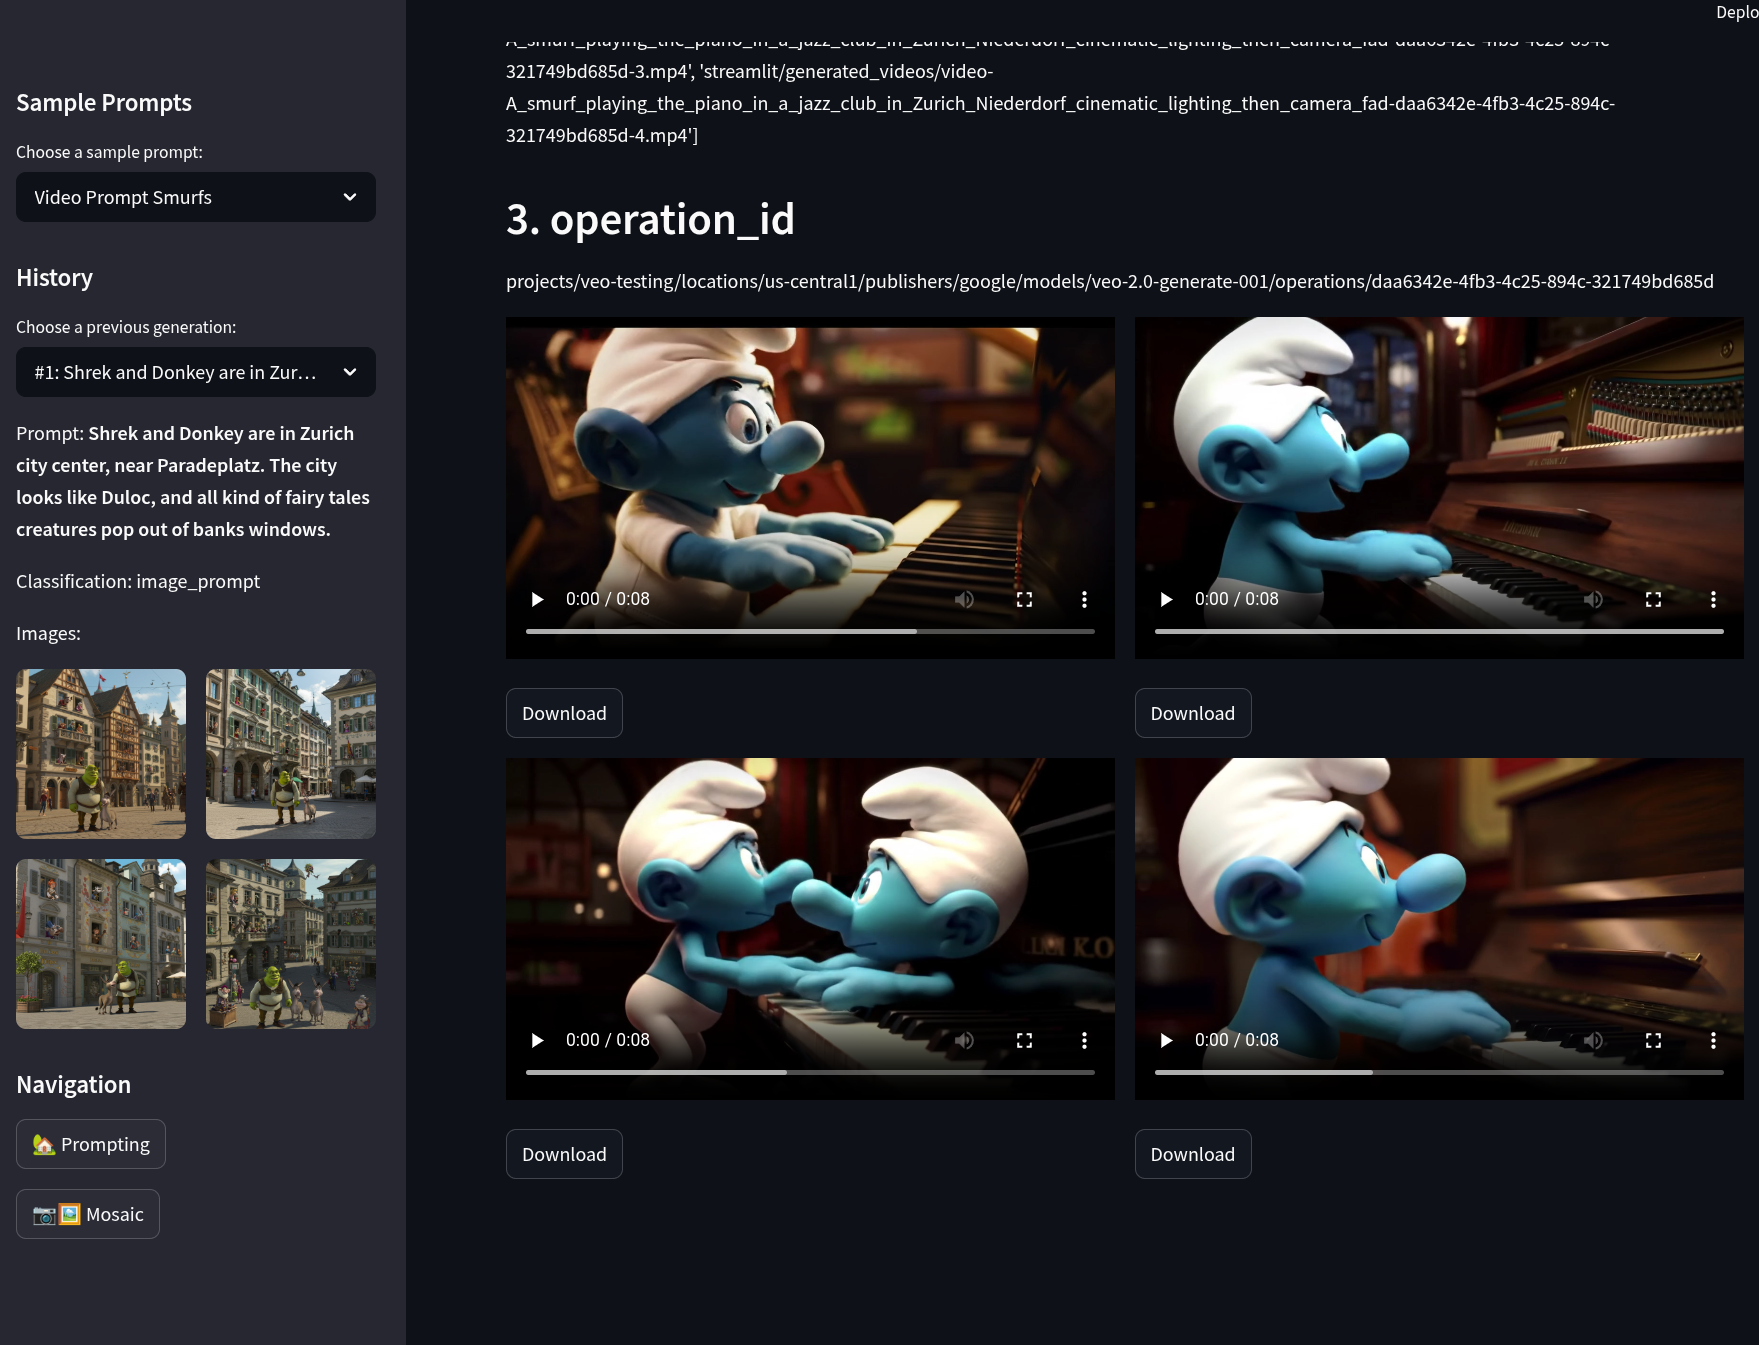 Deplo
Sample Prompts
Choose a sample prompt:
Video Prompt Smurfs
History
Choose a previous generation:
#1: Shrek and Donkey are in Zur...
Prompt: Shrek and Donkey are in Zurich
city center, near Paradeplatz. The city
looks like Duloc, and all kind of fairy tales
creatures pop out of banks windows.
Classification: image_prompt
Images:
Navigation
🏡 Prompting
📷🖼️ Mosaic
A_smurf_playing_the_piano_in_a_jazz_club_in_Zurich_Niederdorf_cinematic_lighting_then_camera_fad-daa6342e-4fb3-4c25-894c-
321749bd685d-3.mp4', 'streamlit/generated_videos/video-
A_smurf_playing_the_piano_in_a_jazz_club_in_Zurich_Niederdorf_cinematic_lighting_then_camera_fad-daa6342e-4fb3-4c25-894c-
321749bd685d-4.mp4']
3. operation_id
projects/veo-testing/locations/us-central1/publishers/google/models/veo-2.0-generate-001/operations/daa6342e-4fb3-4c25-894c-321749bd685d
0:00 / 0:08
0:00 / 0:08
Download
Download
0:00 / 0:08
0:00 / 0:08
Download
Download